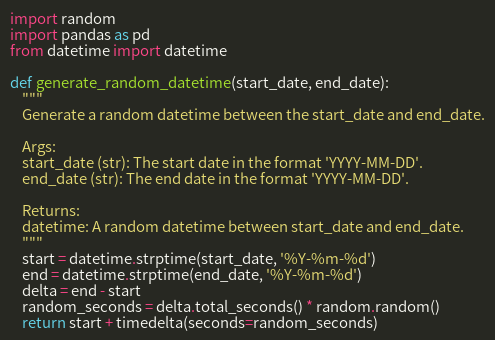 import random
import pandas as pd
from datetime import datetime

def generate_random_datetime(start_date, end_date):
    """
    Generate a random datetime between the start_date and end_date.

    Args:
    start_date (str): The start date in the format 'YYYY-MM-DD'.
    end_date (str): The end date in the format 'YYYY-MM-DD'.

    Returns:
    datetime: A random datetime between start_date and end_date.
    """
    start = datetime.strptime(start_date, '%Y-%m-%d')
    end = datetime.strptime(end_date, '%Y-%m-%d')
    delta = end - start
    random_seconds = delta.total_seconds() * random.random()
    return start + timedelta(seconds=random_seconds)